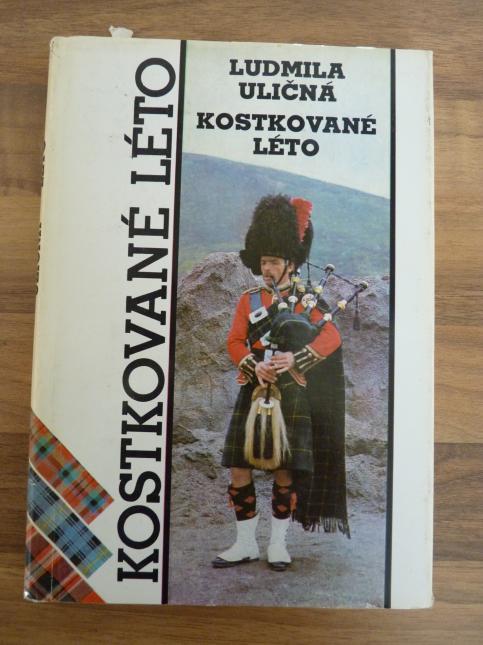 LUDMILA
ULIČNÁ
KOSTKOVANÉ
LÉTO
KOSTKOVANÉ LÉTO